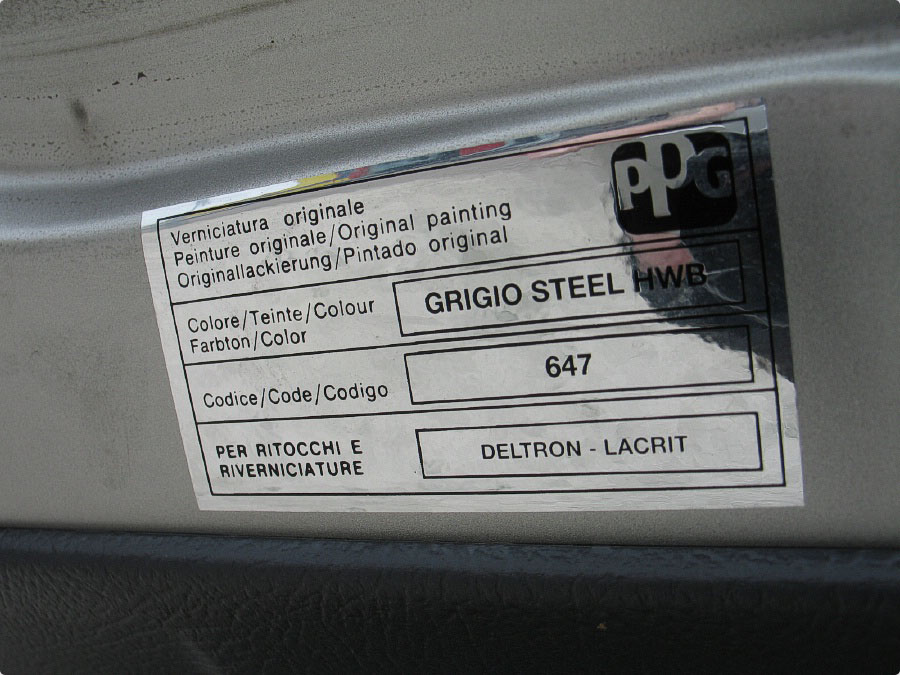 PPG
Verniciatura originale
Peinture originale/Original painting
Originallackierung/Pintado original
Colore/Teinte/Colour
Farbton/Color
GRIGIO STEEL HWB
Codice/Code/Codigo
647
PER RITOCCHI E
RIVERNICIATURE
DELTRON - LACRIT